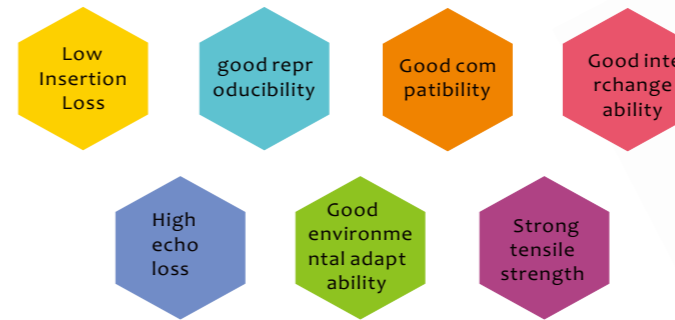 Low
Insertion
Loss
good repr
oducibility
Good com
patibility
Good inte
rchange
ability
High
echo
loss
Good
environme
ntal adapt
ability
Strong
tensile
strength